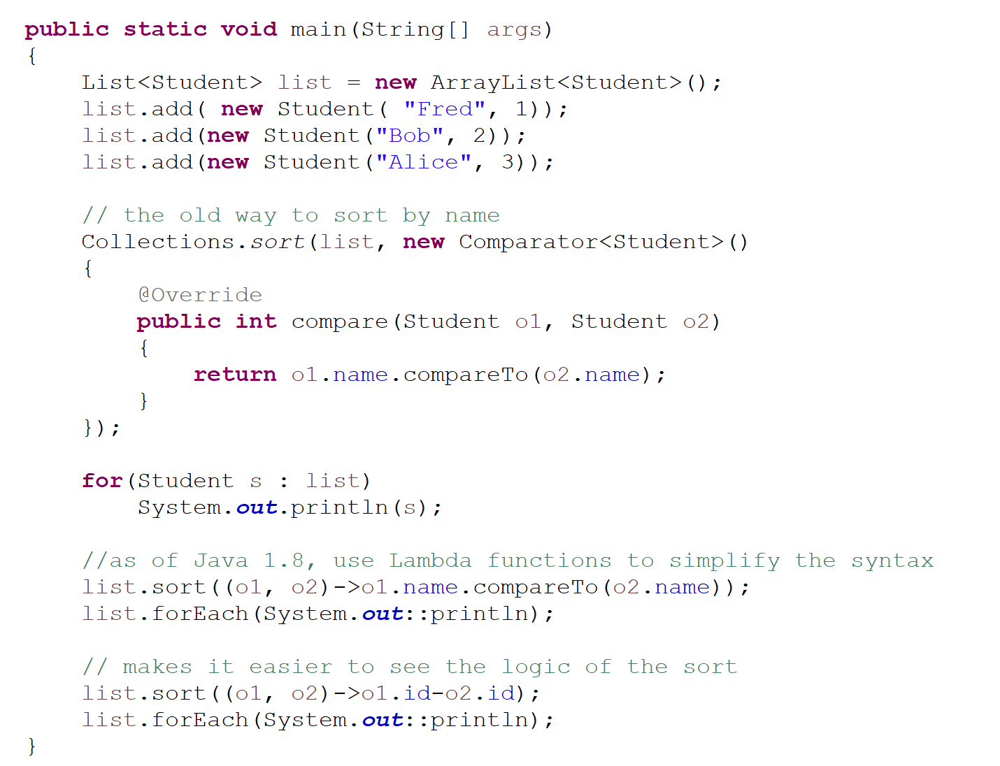 public static void main(String[] args)
{
    List<Student> list = new ArrayList<Student>();
    list.add( new Student( "Fred", 1));
    list.add(new Student("Bob", 2));
    list.add(new Student("Alice", 3));

    // the old way to sort by name
    Collections.sort(list, new Comparator<Student>()
    {
        @Override
        public int compare(Student o1, Student o2)
        {
            return o1.name.compareTo(o2.name);
        }
    });

    for(Student s : list)
        System.out.println(s);

    //as of Java 1.8, use Lambda functions to simplify the syntax
    list.sort((o1, o2)->o1.name.compareTo(o2.name));
    list.forEach(System.out::println);

    // makes it easier to see the logic of the sort
    list.sort((o1, o2)->o1.id-o2.id);
    list.forEach(System.out::println);
}